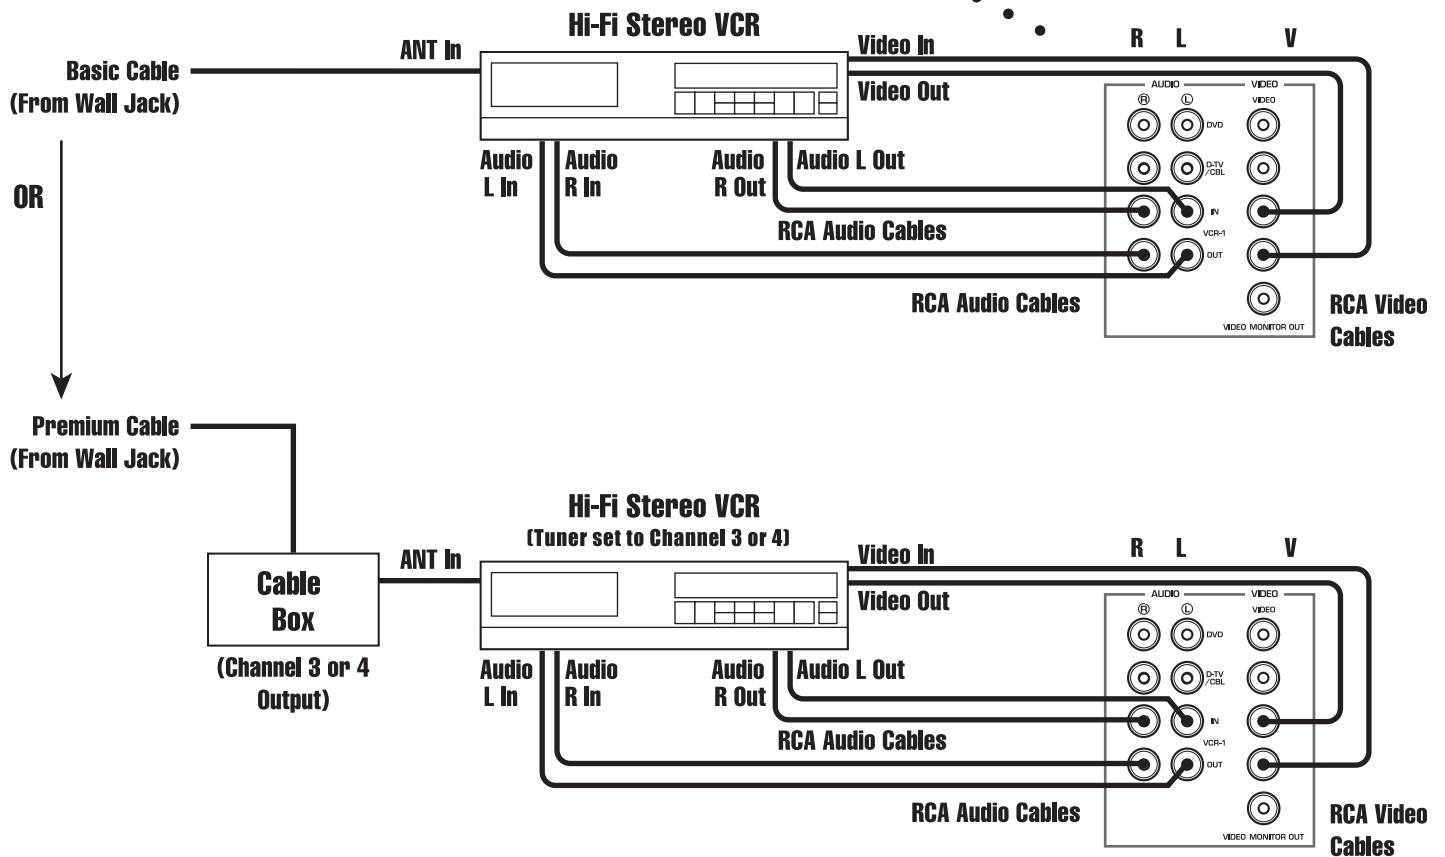 Hi-Fi Stereo VCR
ANT In
Video In
R L V
Basic Cable
(From Wall Jack)
Video Out
AUDIO VIDEO
R L VIDEO
DVD
Audio
L In
Audio
R In
Audio
R Out
Audio L Out
D-TV
/CBL
OR
IN
RCA Audio Cables
VCR-1
OUT
RCA Audio Cables
RCA Video
Cables
VIDEO MONITOR OUT
Premium Cable
(From Wall Jack)
Hi-Fi Stereo VCR
(Tuner set to Channel 3 or 4)
ANT In
Video In
R L V
Cable
Box
Video Out
AUDIO VIDEO
R L VIDEO
DVD
(Channel 3 or 4
Output)
Audio
L In
Audio
R In
Audio
R Out
Audio L Out
D-TV
/CBL
IN
RCA Audio Cables
VCR-1
OUT
RCA Audio Cables
RCA Video
Cables
VIDEO MONITOR OUT